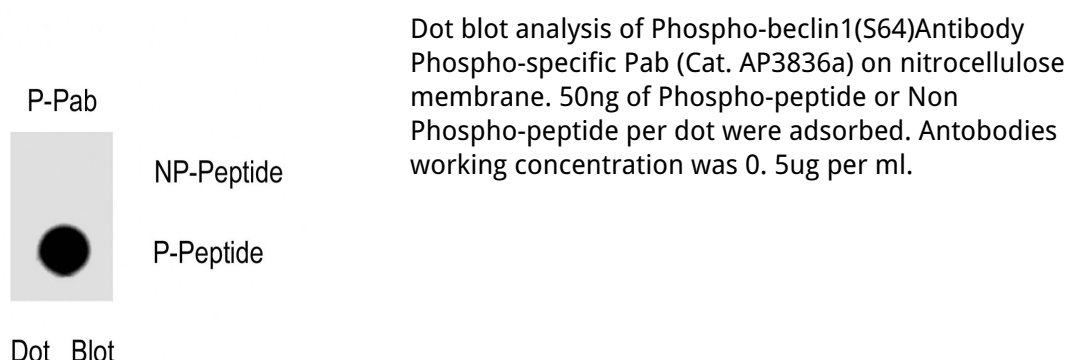 Dot blot analysis of Phospho-beclin1(S64)Antibody
Phospho-specific Pab (Cat. AP3836a) on nitrocellulose
membrane. 50ng of Phospho-peptide or Non
Phospho-peptide per dot were adsorbed. Antobodies
working concentration was 0. 5ug per ml.
P-Pab
NP-Peptide
P-Peptide
Dot Blot